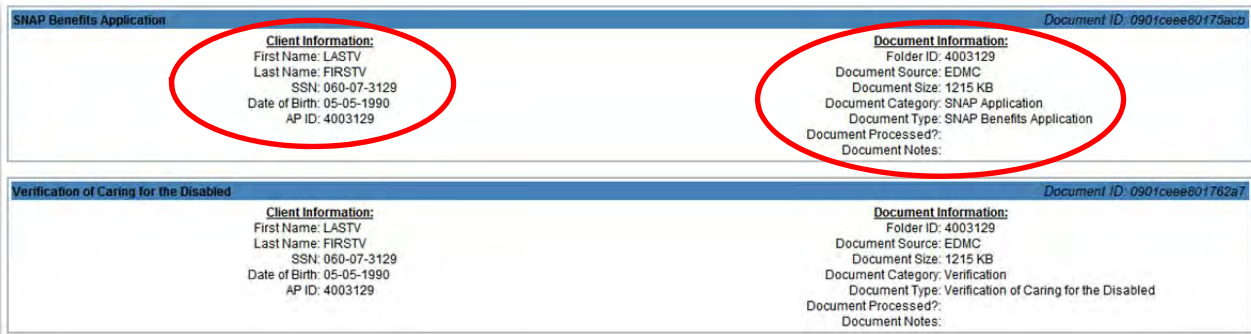 SNAP Benefits Application Document ID: 0901ceee80175acb
Client Information: Document Information:
First Name: LASTV Folder ID: 4003129
Last Name: FIRSTV Document Source: EDMC
SSN: 060-07-3129 Document Size: 1215 KB
Date of Birth: 05-05-1990 Document Category: SNAP Application
AP ID: 4003129 Document Type: SNAP Benefits Application
Document Processed?:
Document Notes:
Verification of Caring for the Disabled Document ID: 0901ceee801762a7
Client Information: Document Information:
First Name: LASTV Folder ID: 4003129
Last Name: FIRSTV Document Source: EDMC
SSN: 060-07-3129 Document Size: 1215 KB
Date of Birth: 05-05-1990 Document Category: Verification
AP ID: 4003129 Document Type: Verification of Caring for the Disabled
Document Processed?:
Document Notes: